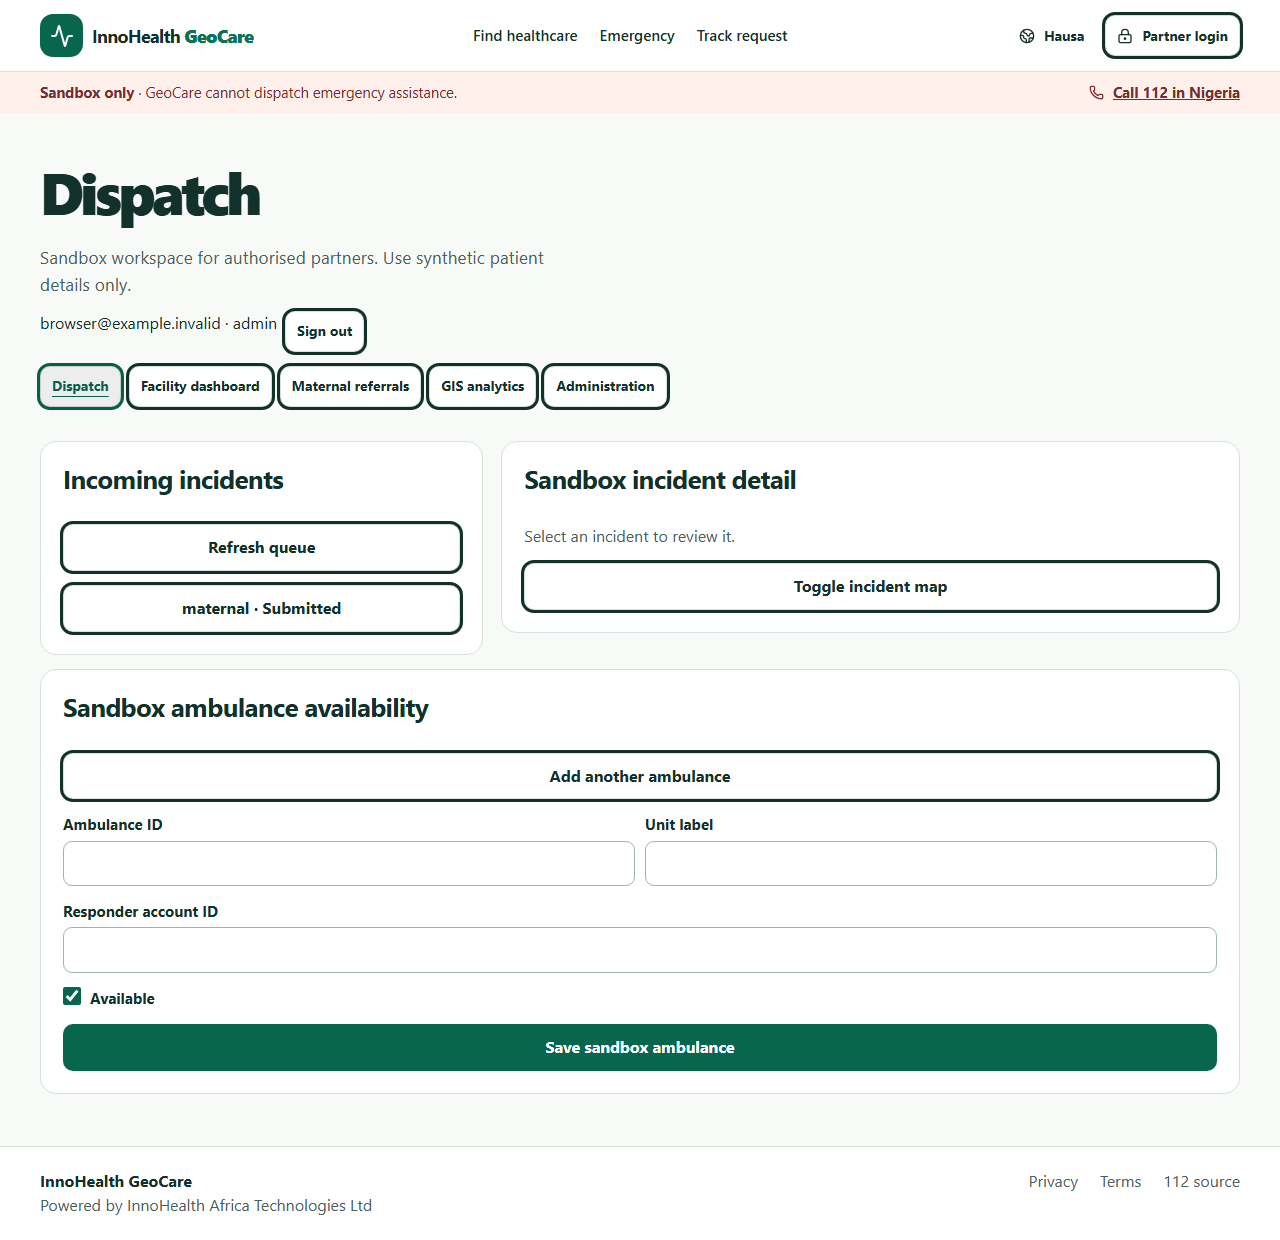 InnoHealth GeoCare
Find healthcare
Emergency
Track request
Hausa
Partner login
Sandbox only · GeoCare cannot dispatch emergency assistance.
Call 112 in Nigeria
Dispatch
Sandbox workspace for authorised partners. Use synthetic patient
details only.
browser@example.invalid · admin
Sign out
Dispatch
Facility dashboard
Maternal referrals
GIS analytics
Administration
Incoming incidents
Refresh queue
maternal · Submitted
Sandbox incident detail
Select an incident to review it.
Toggle incident map
Sandbox ambulance availability
Add another ambulance
Ambulance ID
Unit label
Responder account ID
Available
Save sandbox ambulance
InnoHealth GeoCare
Powered by InnoHealth Africa Technologies Ltd
Privacy
Terms
112 source